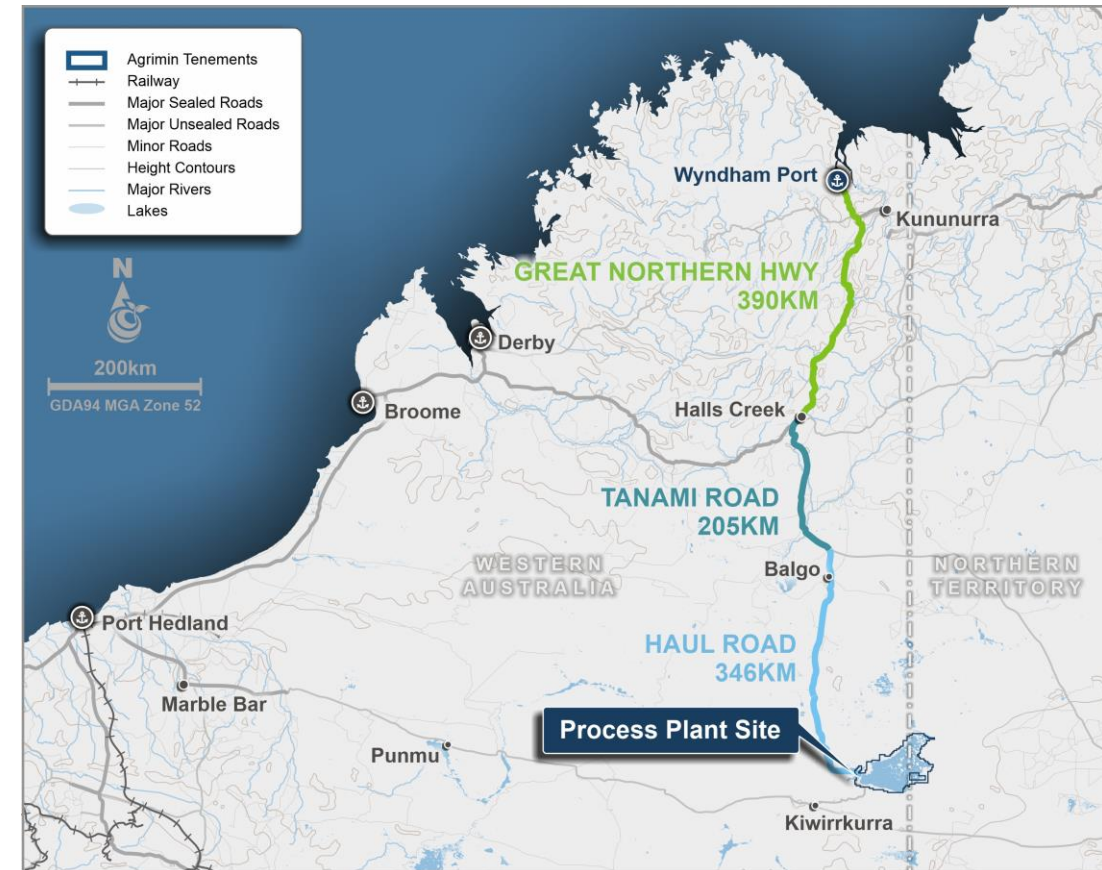 Agrimin Tenements
Railway
Major Sealed Roads
Major Unsealed Roads
Minor Roads
Height Contours
Major Rivers
Lakes
N
200km
GDA94 MGA Zone 52
Wyndham Port
Kununurra
GREAT NORTHERN HWY
390KM
Derby
Broome
Halls Creek
TANAMI ROAD
205KM
WESTERN
AUSTRALIA
Balgo
NORTHERN
TERRITORY
Port Hedland
HAUL ROAD
346KM
Marble Bar
Process Plant Site
Punmu
Kiwirrkurra